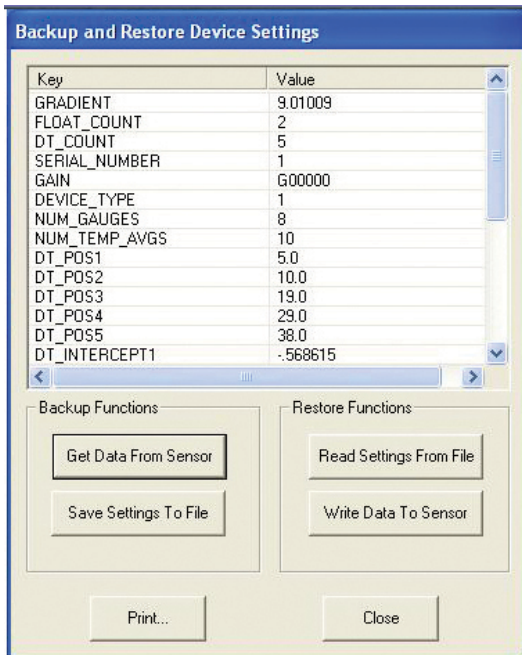 Backup and Restore Device Settings
Key Value
GRADIENT 9.01009
FLOAT_COUNT 2
DT_COUNT 5
SERIAL_NUMBER 1
GAIN G00000
DEVICE_TYPE 1
NUM_GAUGES 8
NUM_TEMP_AVGS 10
DT_POS1 5.0
DT_POS2 10.0
DT_POS3 19.0
DT_POS4 29.0
DT_POS5 38.0
DT_INTERCEPT1 -.568615
Backup Functions Restore Functions
Get Data From Sensor Read Settings From File
Save Settings To File Write Data To Sensor
Print... Close